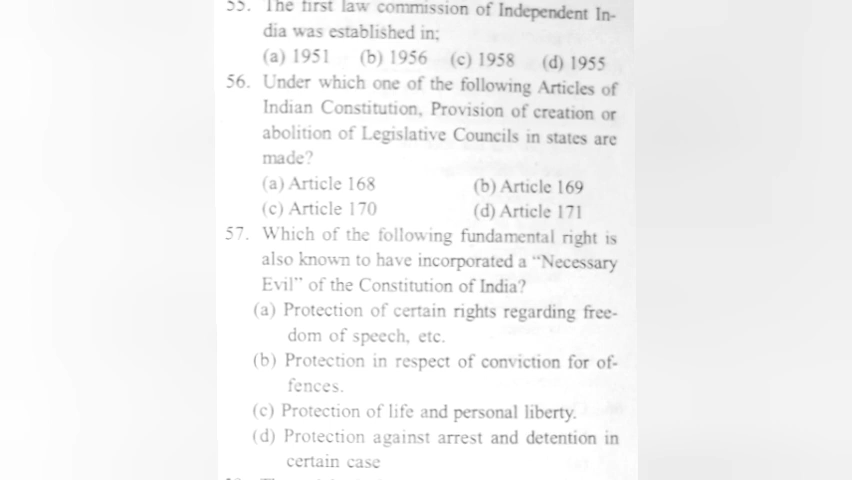 55. The first law commission of Independent In-
dia was established in;
(a) 1951 (b) 1956 (c) 1958 (d) 1955
56. Under which one of the following Articles of
Indian Constitution, Provision of creation or
abolition of Legislative Councils in states are
made?
(a) Article 168 (b) Article 169
(c) Article 170 (d) Article 171
57. Which of the following fundamental right is
also known to have incorporated a “Necessary
Evil” of the Constitution of India?
(a) Protection of certain rights regarding free-
dom of speech, etc.
(b) Protection in respect of conviction for of-
fences.
(c) Protection of life and personal liberty.
(d) Protection against arrest and detention in
certain case